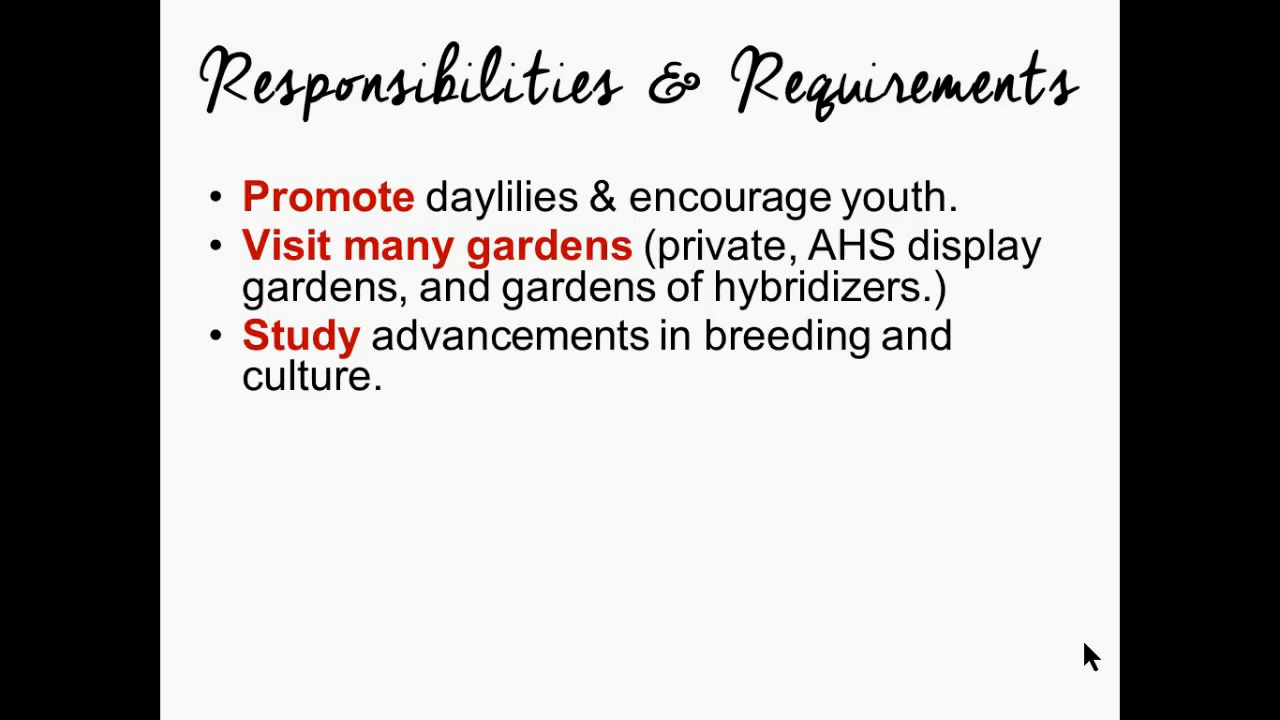 Responsibilities & Requirements
• Promote daylilies & encourage youth.
• Visit many gardens (private, AHS display
gardens, and gardens of hybridizers.)
• Study advancements in breeding and
culture.